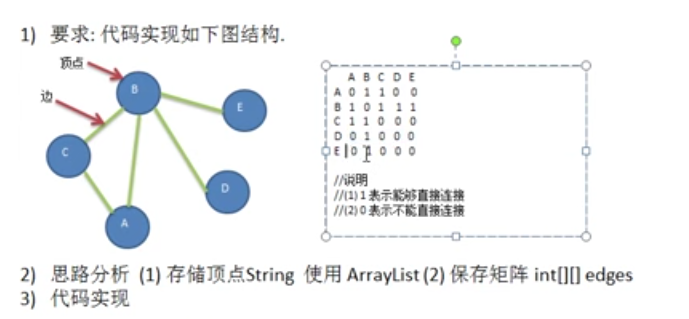 1) 要求: 代码实现如下图结构.
顶点
边
B
E
C
D
A
A B C D E
A 0 1 1 0 0
B 1 0 1 1 1
C 1 1 0 0 0
D 0 1 0 0 0
E 0 1 0 0 0
//说明
//(1) 1 表示能够直接连接
//(2) 0 表示不能直接连接
2) 思路分析 (1) 存储顶点String 使用 ArrayList (2) 保存矩阵 int[][] edges
3) 代码实现